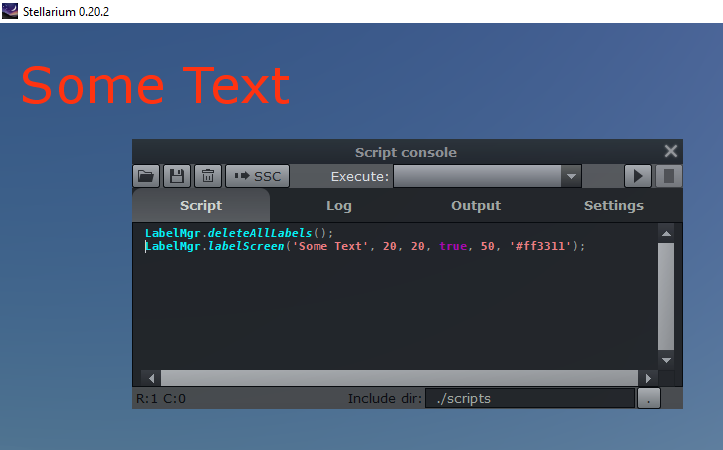 Stellarium 0.20.2
Some Text
Script console
SSC Execute:
Script Log Output Settings
LabelMgr.deleteAllLabels();
LabelMgr.labelScreen('Some Text', 20, 20, true, 50, '#ff3311');
R:1 C:0 Include dir: ./scripts .